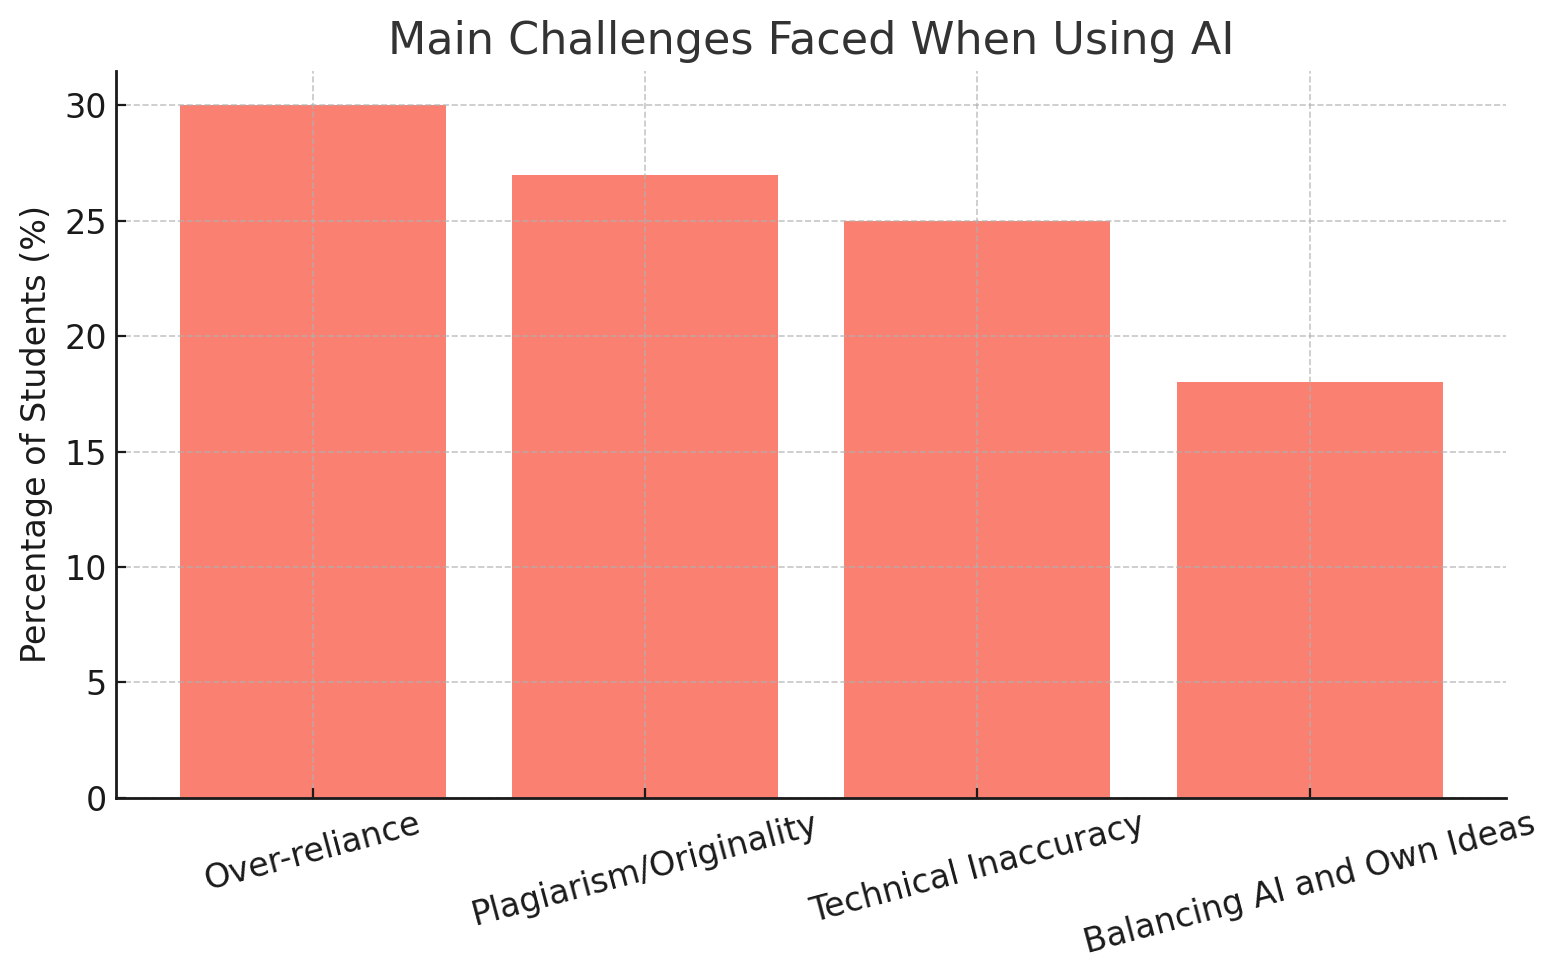 Main Challenges Faced When Using AI
Percentage of Students (%)
30
25
20
15
10
5
0
Over-reliance
Plagiarism/Originality
Technical Inaccuracy
Balancing AI and Own Ideas